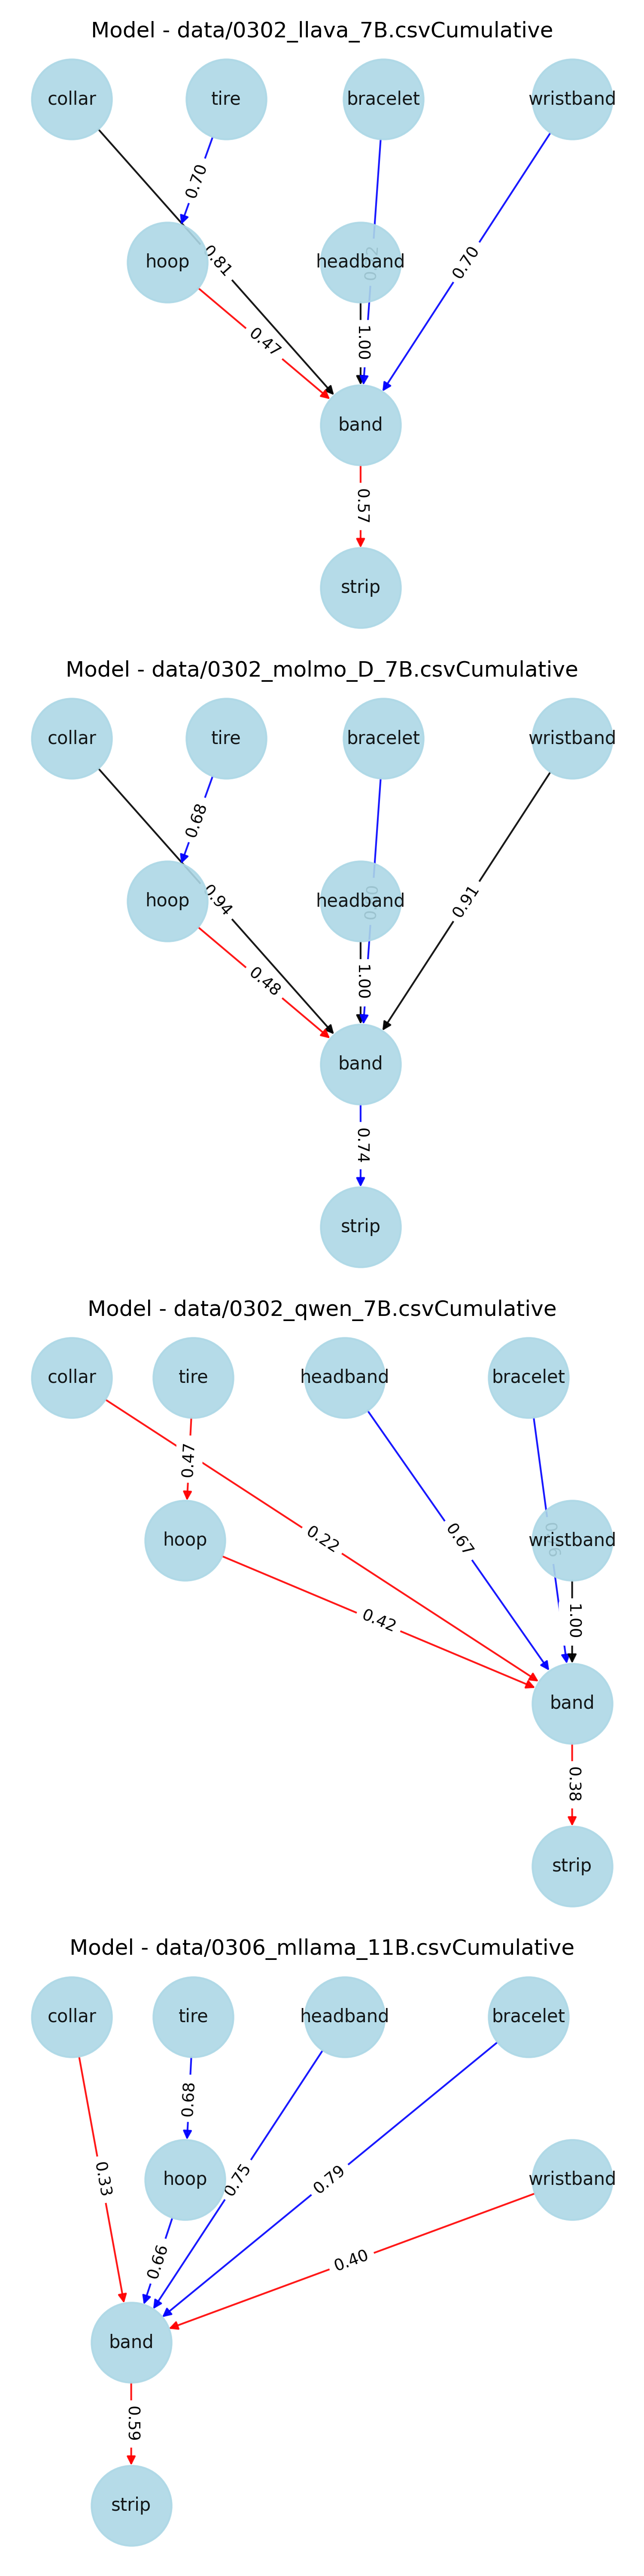 Model - data/0302_llava_7B.csvCumulative
collar
tire
bracelet
wristband
0.70
hoop
0.81
headband
0.70
0.47
1.00
band
0.57
strip
Model - data/0302_molmo_D_7B.csvCumulative
collar
tire
bracelet
wristband
0.68
hoop
0.94
headband
0.91
0.48
1.00
band
0.74
strip
Model - data/0302_qwen_7B.csvCumulative
collar
tire
headband
bracelet
0.47
hoop
0.22
0.67
wristband
0.42
1.00
band
0.38
strip
Model - data/0306_mllama_11B.csvCumulative
collar
tire
headband
bracelet
0.68
0.33
hoop
0.75
0.79
wristband
0.66
0.40
band
0.59
strip